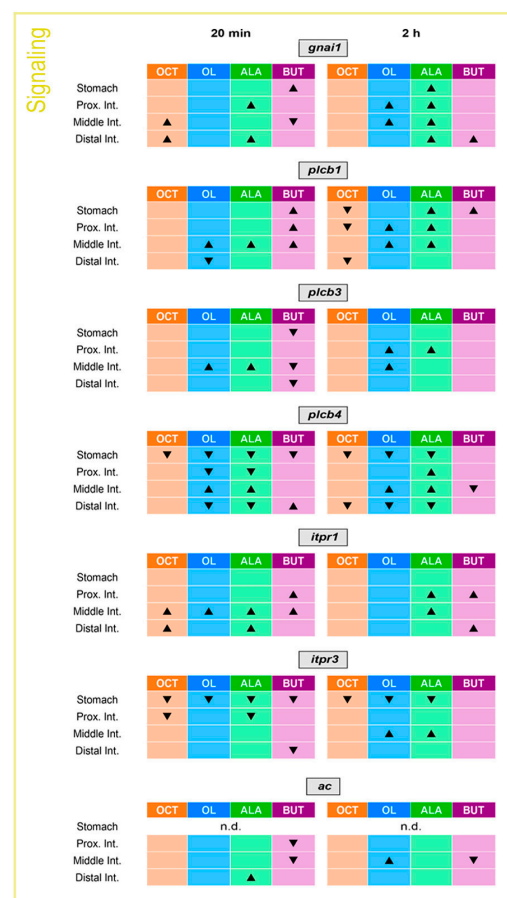 Signaling
20 min 2 h
gnai1
OCT OL ALA BUT OCT OL ALA BUT
Stomach ▲ ▲
Prox. Int. ▲ ▲ ▲
Middle Int. ▲ ▼ ▲ ▲
Distal Int. ▲ ▲ ▲ ▲
plcb1
OCT OL ALA BUT OCT OL ALA BUT
Stomach ▲ ▼ ▲ ▲
Prox. Int. ▲ ▼ ▲ ▲
Middle Int. ▲ ▲ ▲ ▲ ▲
Distal Int. ▼ ▼
plcb3
OCT OL ALA BUT OCT OL ALA BUT
Stomach ▼
Prox. Int. ▲ ▲
Middle Int. ▲ ▲ ▼ ▲
Distal Int. ▼
plcb4
OCT OL ALA BUT OCT OL ALA BUT
Stomach ▼ ▼ ▼ ▼ ▼ ▼ ▼
Prox. Int. ▼ ▼ ▲
Middle Int. ▲ ▲ ▲ ▲ ▼
Distal Int. ▼ ▼ ▲ ▼ ▼ ▼
itpr1
OCT OL ALA BUT OCT OL ALA BUT
Stomach
Prox. Int. ▲ ▲ ▲
Middle Int. ▲ ▲ ▲ ▲ ▲
Distal Int. ▲ ▲ ▲
itpr3
OCT OL ALA BUT OCT OL ALA BUT
Stomach ▼ ▼ ▼ ▼ ▼ ▼ ▼
Prox. Int. ▼ ▼
Middle Int. ▲ ▲
Distal Int. ▼
ac
OCT OL ALA BUT OCT OL ALA BUT
Stomach n.d. n.d.
Prox. Int. ▼
Middle Int. ▼ ▲ ▼
Distal Int. ▲